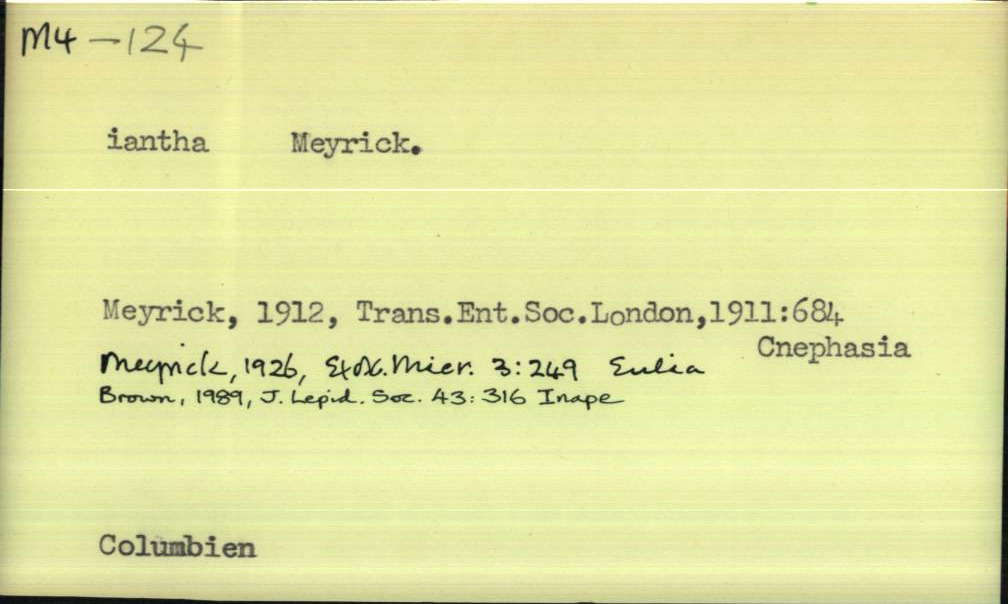 M4-124
iantha Meyrick.
Meyrick, 1912, Trans.Ent.Soc.London,1911:684
Cnephasia
Meyrick, 1926, Exot. Micr. 3:249 Eulia
Brown, 1989, J. Lepid. Soc. 43:316 Inape
Columbien